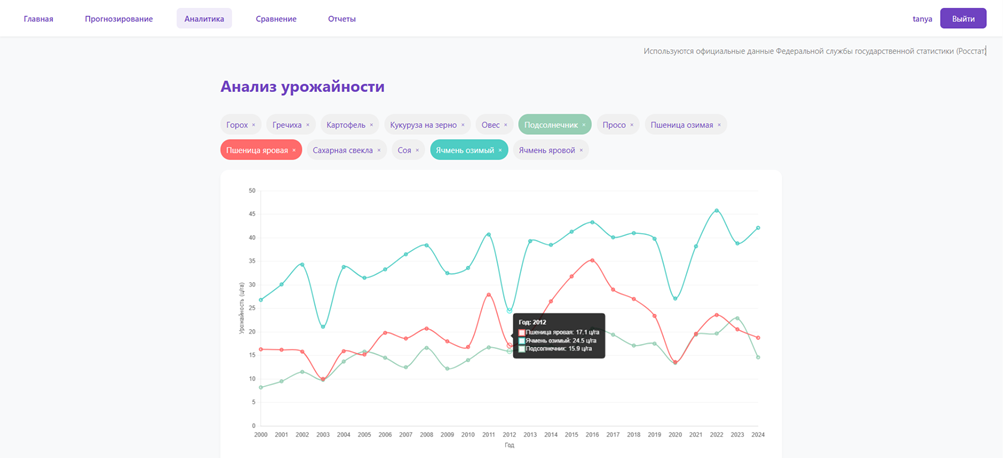 Главная Прогнозирование Аналитика Сравнение Отчеты tanya Выйти
Используются официальные данные Федеральной службы государственной статистики (Росстат
Анализ урожайности
Горох × Гречиха × Картофель × Кукуруза на зерно × Овес × Подсолнечник × Просо × Пшеница озимая ×
Пшеница яровая × Сахарная свекла × Соя × Ячмень озимый × Ячмень яровой ×
Урожайность (ц/га)
50
45
40
35
30
25
20
15
10
5
0
Год: 2012
Пшеница яровая: 17.1 ц/га
Ячмень озимый: 24.5 ц/га
Подсолнечник: 15.9 ц/га
2000 2001 2002 2003 2004 2005 2006 2007 2008 2009 2010 2011 2012 2013 2014 2015 2016 2017 2018 2019 2020 2021 2022 2023 2024
Год